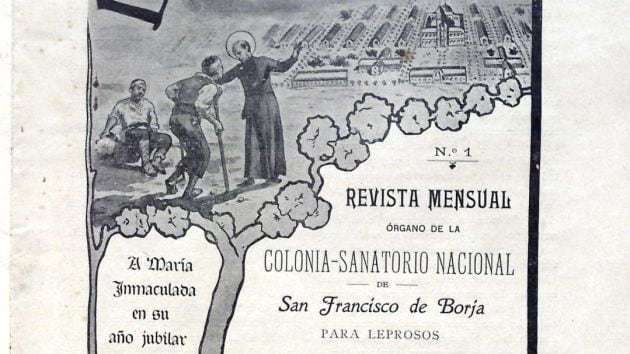 N.º 1
REVISTA MENSUAL
ÓRGANO DE LA
COLONIA-SANATORIO NACIONAL
DE
San Francisco de Borja
PARA LEPROSOS
A María
Inmaculada
en su
año jubilar